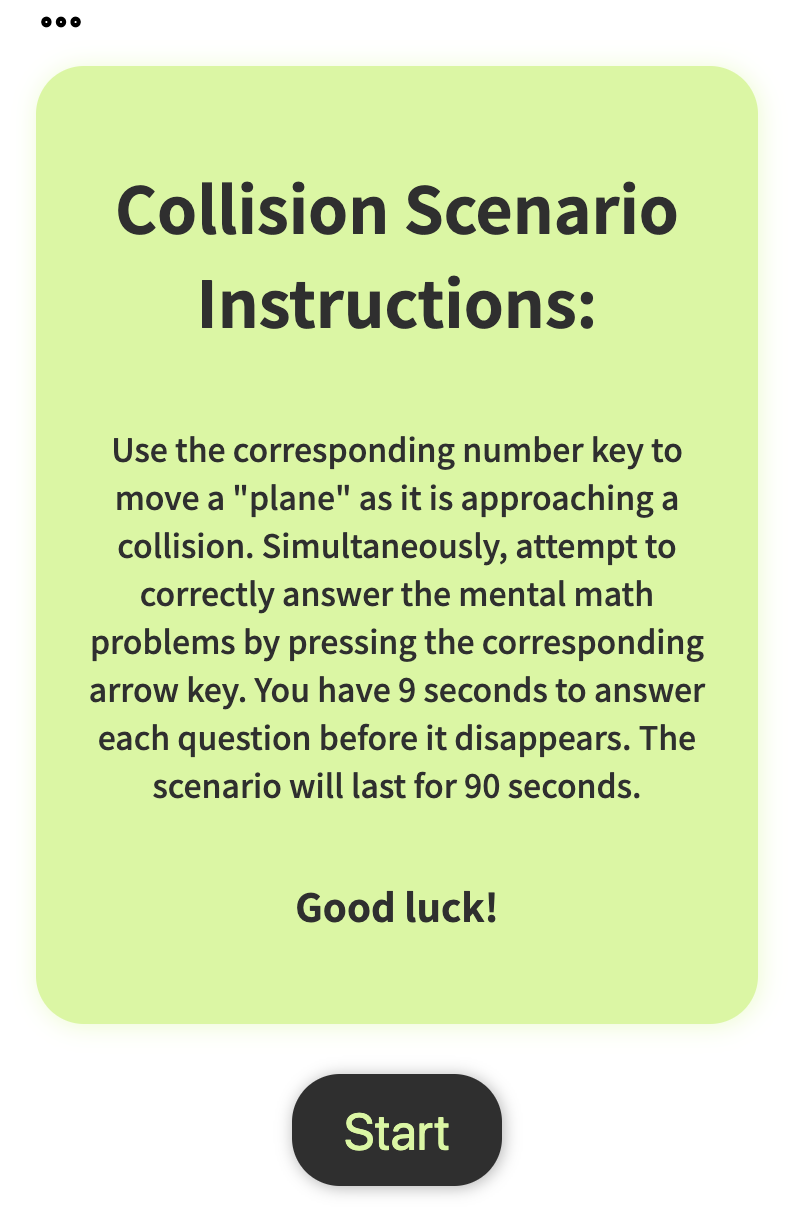 Collision Scenario
Instructions:
Use the corresponding number key to
move a "plane" as it is approaching a
collision. Simultaneously, attempt to
correctly answer the mental math
problems by pressing the corresponding
arrow key. You have 9 seconds to answer
each question before it disappears. The
scenario will last for 90 seconds.
Good luck!
Start